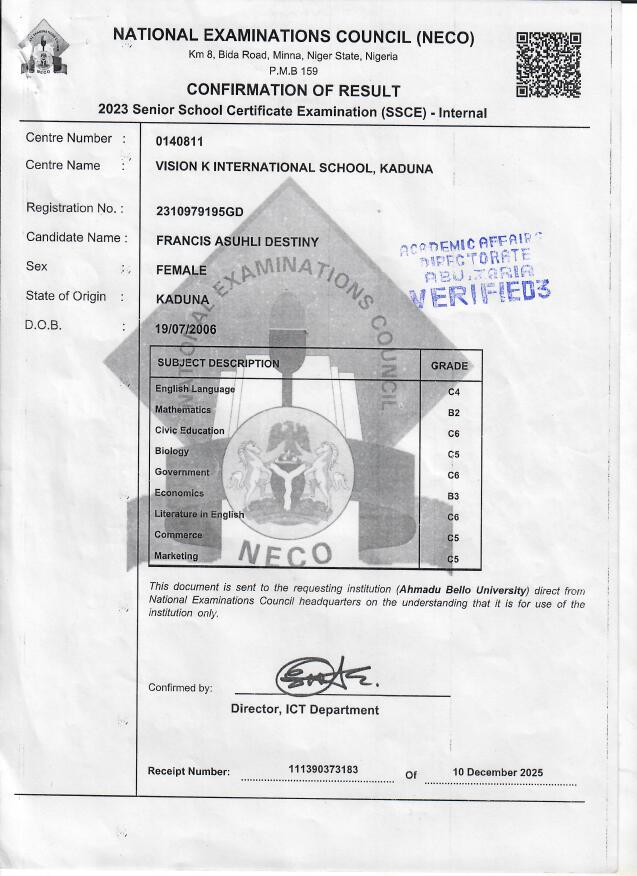 NATIONAL EXAMINATIONS COUNCIL (NECO)
Km 8, Bida Road, Minna, Niger State, Nigeria
P.M.B 159
CONFIRMATION OF RESULT
2023 Senior School Certificate Examination (SSCE) - Internal
NECO
Centre Number : 0140811
Centre Name : VISION K INTERNATIONAL SCHOOL, KADUNA
Registration No. : 2310979195GD
Candidate Name : FRANCIS ASUHLI DESTINY
Sex : FEMALE
State of Origin : KADUNA
D.O.B. : 19/07/2006
ACADEMIC AFFAIRS
DIRECTORATE
VERIFIED3
NATIONAL EXAMINATIONS COUNCIL
SUBJECT DESCRIPTION GRADE
English Language C4
Mathematics B2
Civic Education C6
Biology C5
Government C6
Economics B3
Literature in English C6
Commerce C5
Marketing C5
NECO
This document is sent to the requesting institution (Ahmadu Bello University) direct from
National Examinations Council headquarters on the understanding that it is for use of the
institution only.
Confirmed by:
Director, ICT Department
Receipt Number: 111390373183 Of 10 December 2025